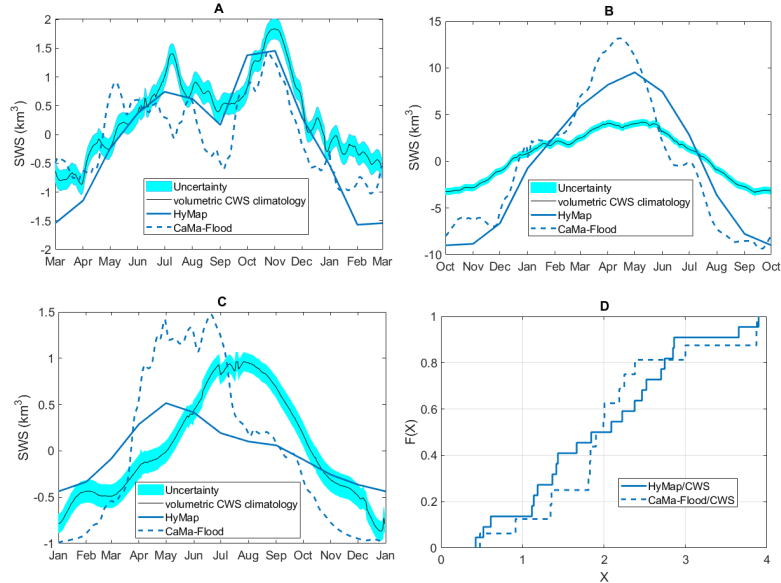 A
SWS (km³)
2
1.5
1
0.5
0
-0.5
-1
-1.5
-2
Uncertainty
volumetric CWS climatology
HyMap
CaMa-Flood
Mar Apr May Jun Jul Aug Sep Oct Nov Dec Jan Feb Mar
B
SWS (km³)
15
10
5
0
-5
-10
Uncertainty
volumetric CWS climatology
HyMap
CaMa-Flood
Oct Nov Dec Jan Feb Mar Apr May Jun Jul Aug Sep Oct
C
SWS (km³)
1.5
1
0.5
0
-0.5
-1
Uncertainty
volumetric CWS climatology
HyMap
CaMa-Flood
Jan Feb Mar Apr May Jun Jul Aug Sep Oct Nov Dec Jan
D
F(X)
1
0.8
0.6
0.4
0.2
0
HyMap/CWS
CaMa-Flood/CWS
0 1 2 3 4
X